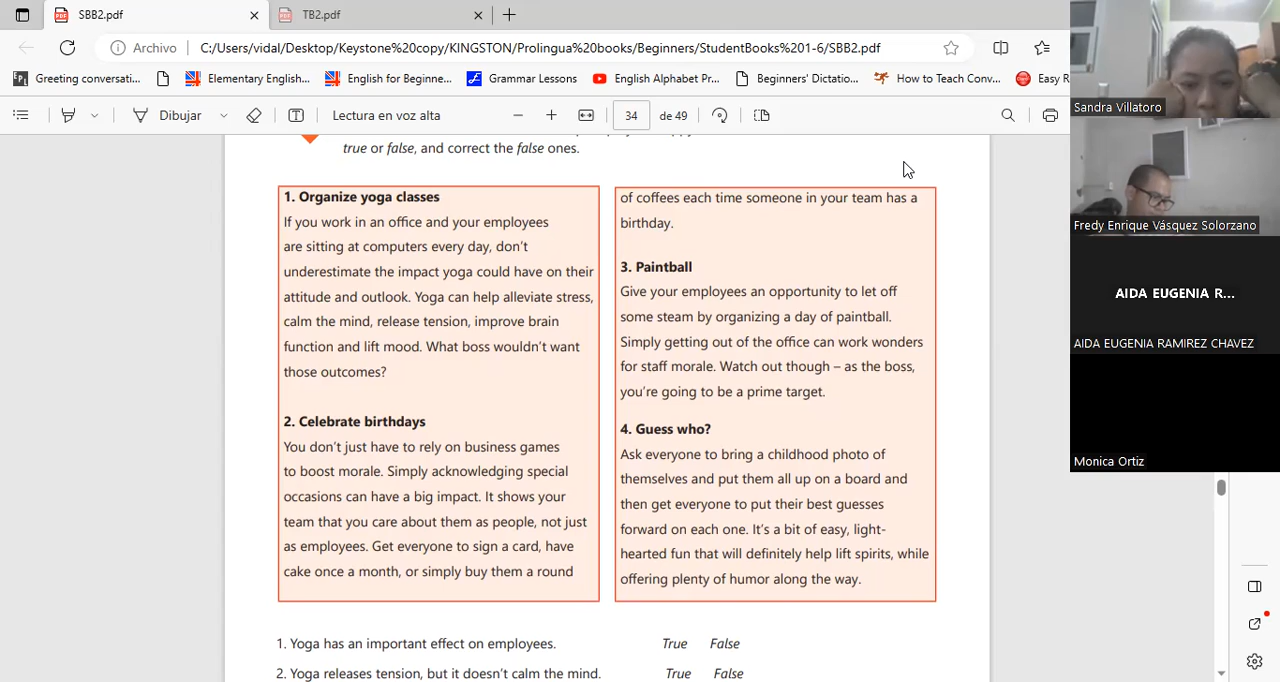 SBB2.pdf
TB2.pdf
Archivo
C:/Users/vidal/Desktop/Keystone%20copy/KINGSTON/Prolingua%20books/Beginners/StudentBooks%201-6/SBB2.pdf
Greeting conversati...
Elementary English...
English for Beginne...
Grammar Lessons
English Alphabet Pr...
Beginners' Dictatio...
How to Teach Conv...
Easy R
Dibujar
Lectura en voz alta
34
de 49
true or false, and correct the false ones.
1. Organize yoga classes
If you work in an office and your employees
are sitting at computers every day, don't
underestimate the impact yoga could have on their
attitude and outlook. Yoga can help alleviate stress,
calm the mind, release tension, improve brain
function and lift mood. What boss wouldn't want
those outcomes?
2. Celebrate birthdays
You don't just have to rely on business games
to boost morale. Simply acknowledging special
occasions can have a big impact. It shows your
team that you care about them as people, not just
as employees. Get everyone to sign a card, have
cake once a month, or simply buy them a round
of coffees each time someone in your team has a
birthday.
3. Paintball
Give your employees an opportunity to let off
some steam by organizing a day of paintball.
Simply getting out of the office can work wonders
for staff morale. Watch out though – as the boss,
you're going to be a prime target.
4. Guess who?
Ask everyone to bring a childhood photo of
themselves and put them all up on a board and
then get everyone to put their best guesses
forward on each one. It's a bit of easy, light-
hearted fun that will definitely help lift spirits, while
offering plenty of humor along the way.
1. Yoga has an important effect on employees. True False
2. Yoga releases tension, but it doesn't calm the mind. True False
Sandra Villatoro
Fredy Enrique Vásquez Solorzano
AIDA EUGENIA R...
AIDA EUGENIA RAMIREZ CHAVEZ
Monica Ortiz